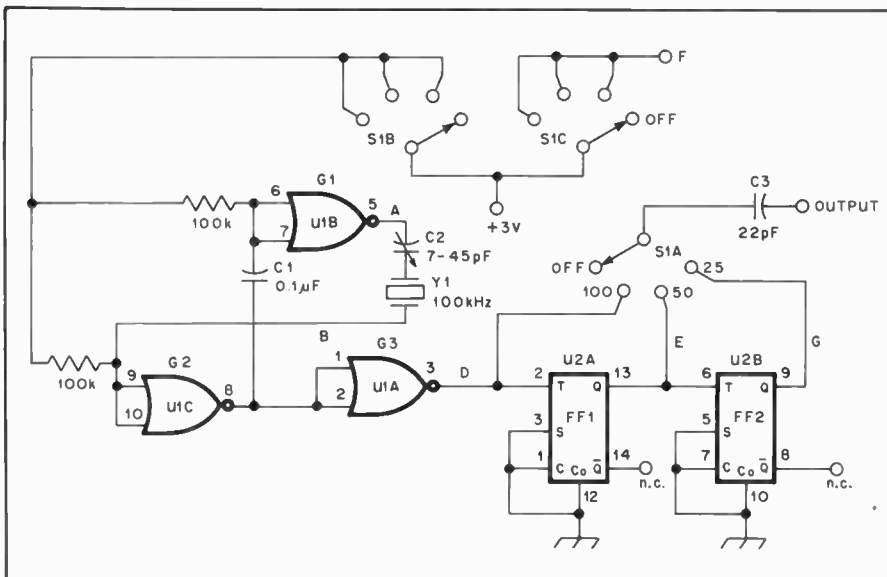 F
S1B
S1C
OFF
+3V
G1
6
5
A
U1B
7
100k
C2
7-45pF
C1
0.1µF
Y1
100kHz
C3
22pF
OUTPUT
S1A
OFF
25
100
50
B
G3
D
E
G
100k
G2
9
8
U1C
10
1
3
U1A
2
U2A
2
T
Q
13
3
S
FF1
1
C
Co
Q̅
14
12
n.c.
U2B
6
T
Q
9
5
S
FF2
7
C
Co
Q̅
8
10
n.c.